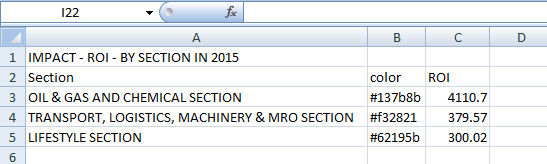 I22 fx
A B C D
1 IMPACT - ROI - BY SECTION IN 2015
2 Section color ROI
3 OIL & GAS AND CHEMICAL SECTION #137b8b 4110.7
4 TRANSPORT, LOGISTICS, MACHINERY & MRO SECTION #f32821 379.57
5 LIFESTYLE SECTION #62195b 300.02
6